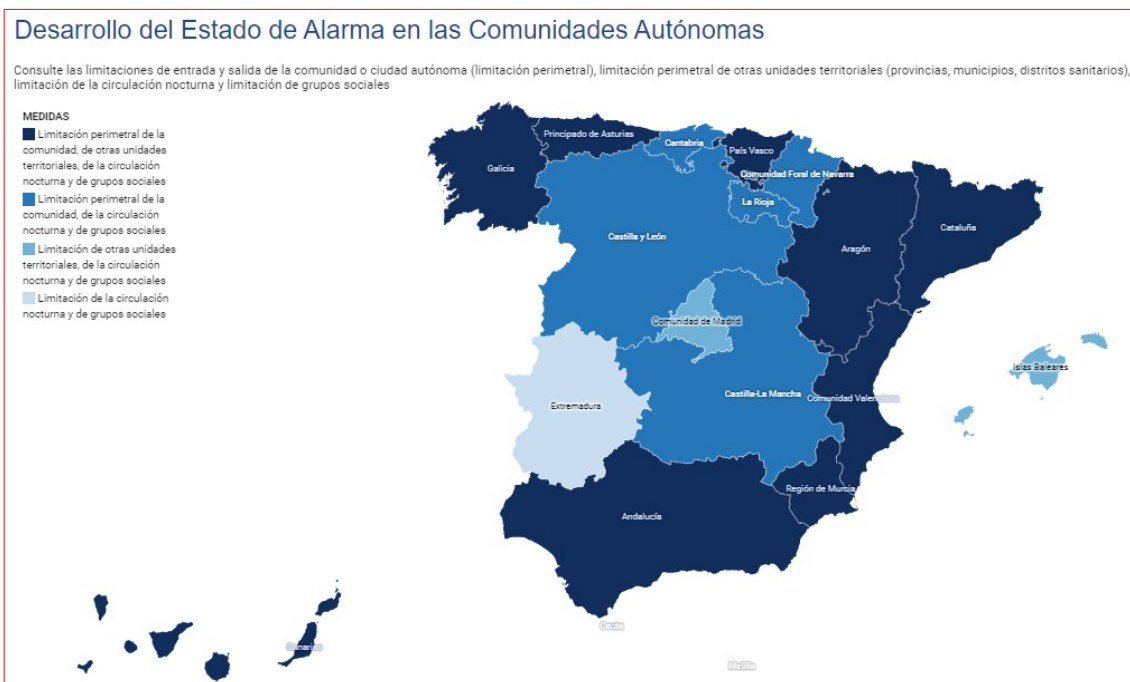 Desarrollo del Estado de Alarma en las Comunidades Autónomas
Consulte las limitaciones de entrada y salida de la comunidad o ciudad autónoma (limitación perimetral), limitación perimetral de otras unidades territoriales (provincias, municipios, distritos sanitarios),
limitación de la circulación nocturna y limitación de grupos sociales
MEDIDAS
Limitación perimetral de la
comunidad, de otras unidades
territoriales, de la circulación
nocturna y de grupos sociales
Limitación perimetral de la
comunidad, de la circulación
nocturna y de grupos sociales
Limitación de otras unidades
territoriales, de la circulación
nocturna y de grupos sociales
Limitación de la circulación
nocturna y de grupos sociales
Principado de Asturias
Cantabria
País Vasco
Galicia
Comunidad Foral de Navarra
La Rioja
Cataluña
Castilla y León
Aragón
Comunidad de Madrid
Islas Baleares
Castilla-La Mancha
Comunidad Valenciana
Extremadura
Región de Murcia
Andalucía
Ceuta
Canarias
Melilla